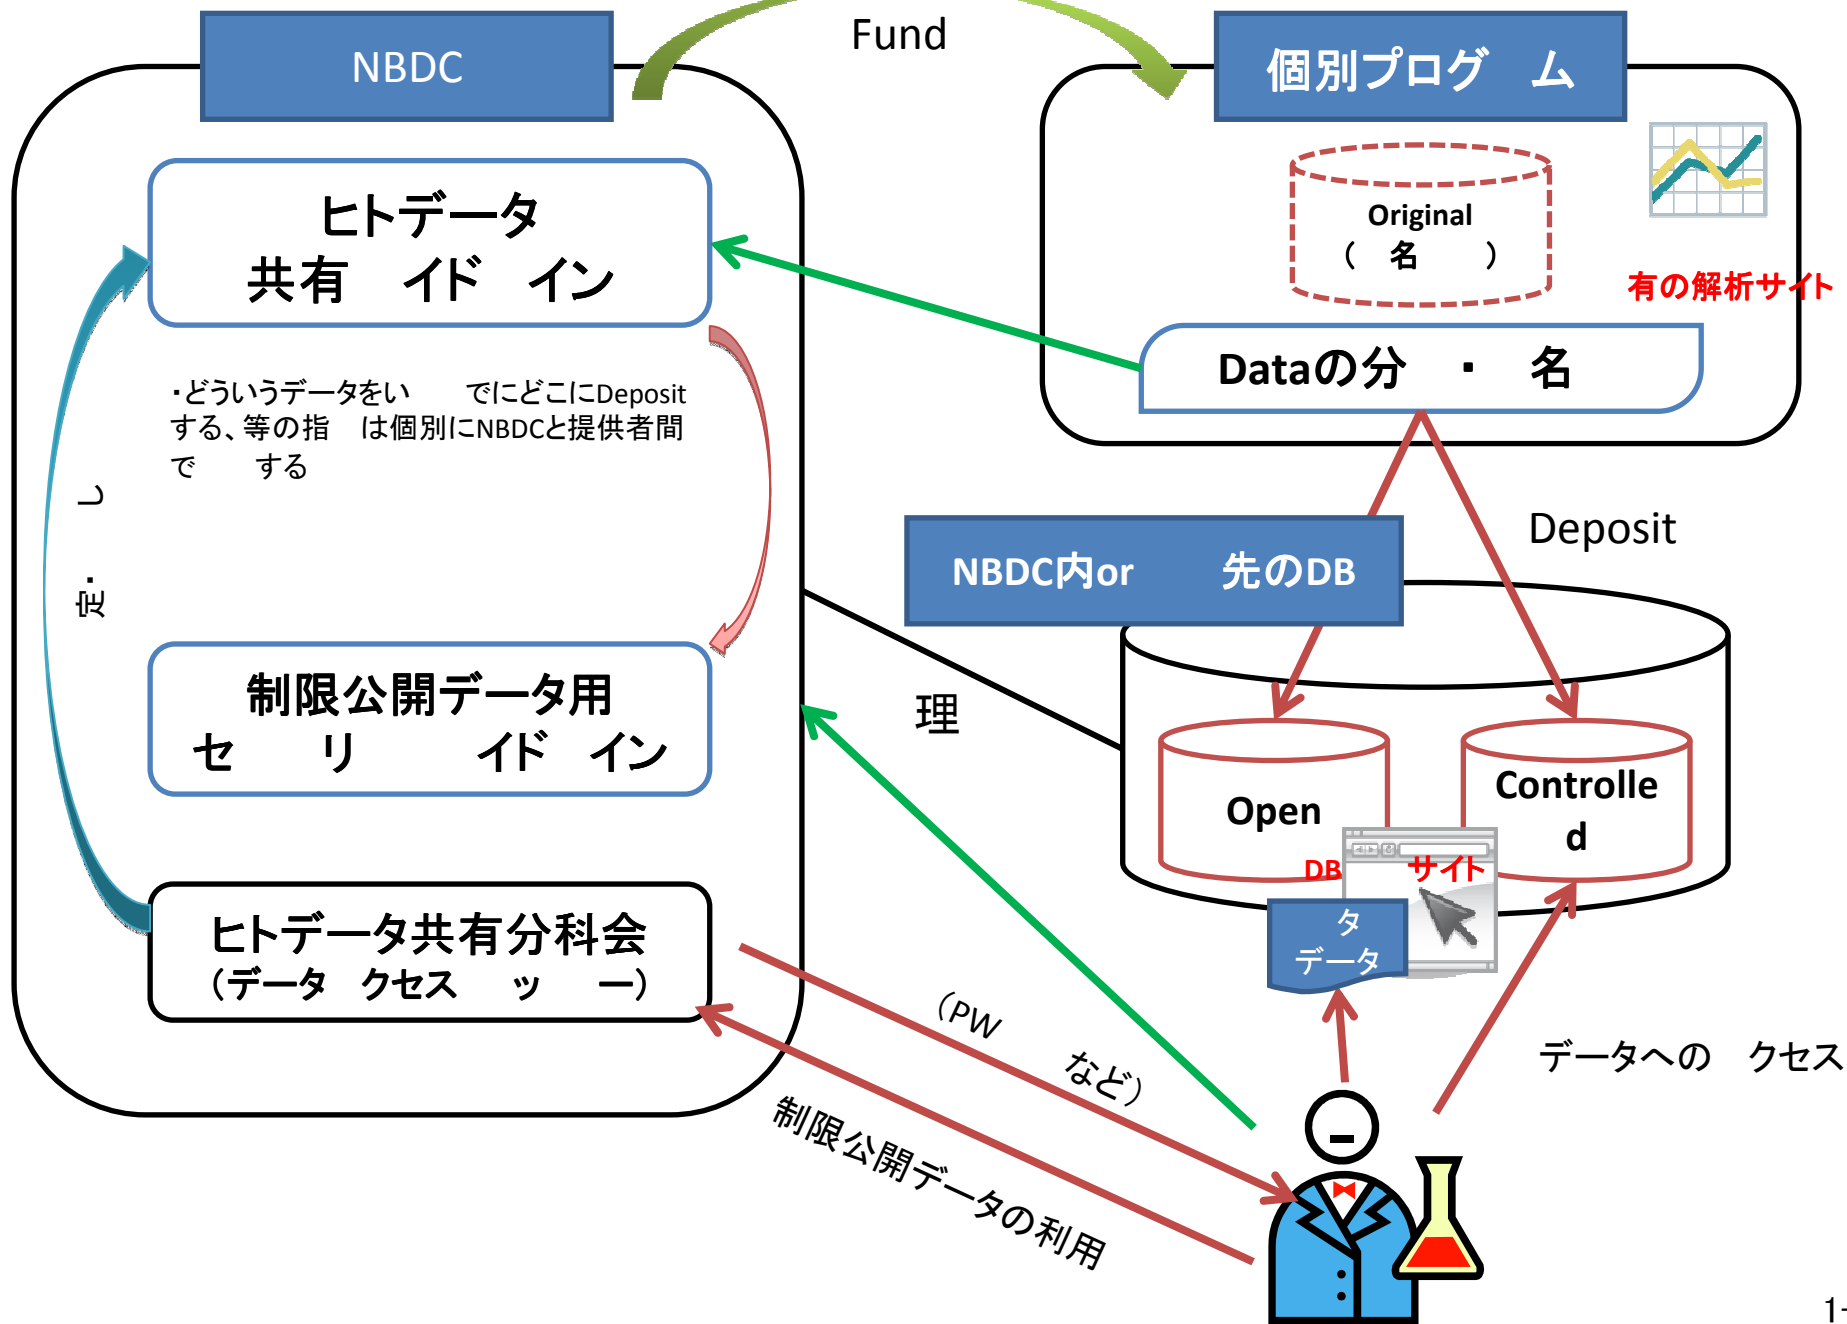 NBDC
Fund
個別プログ　ム
ヒトデータ
共有　イド　イン
Original
(　名　　)
有の解析サイト
Dataの分　・　名
・どういうデータをい　　でにどこにDeposit
する、等の指　は個別にNBDCと提供者間
で　　する
定・　し
NBDC内or　　先のDB
Deposit
制限公開データ用
セ　　リ　　　イド　イン
理
Open
Controlle
d
DB　　サイト
タ
データ
ヒトデータ共有分科会
（データ　クセス　ッ　ー）
（PW　　など）
制限公開データの利用
データへの　クセス
1-